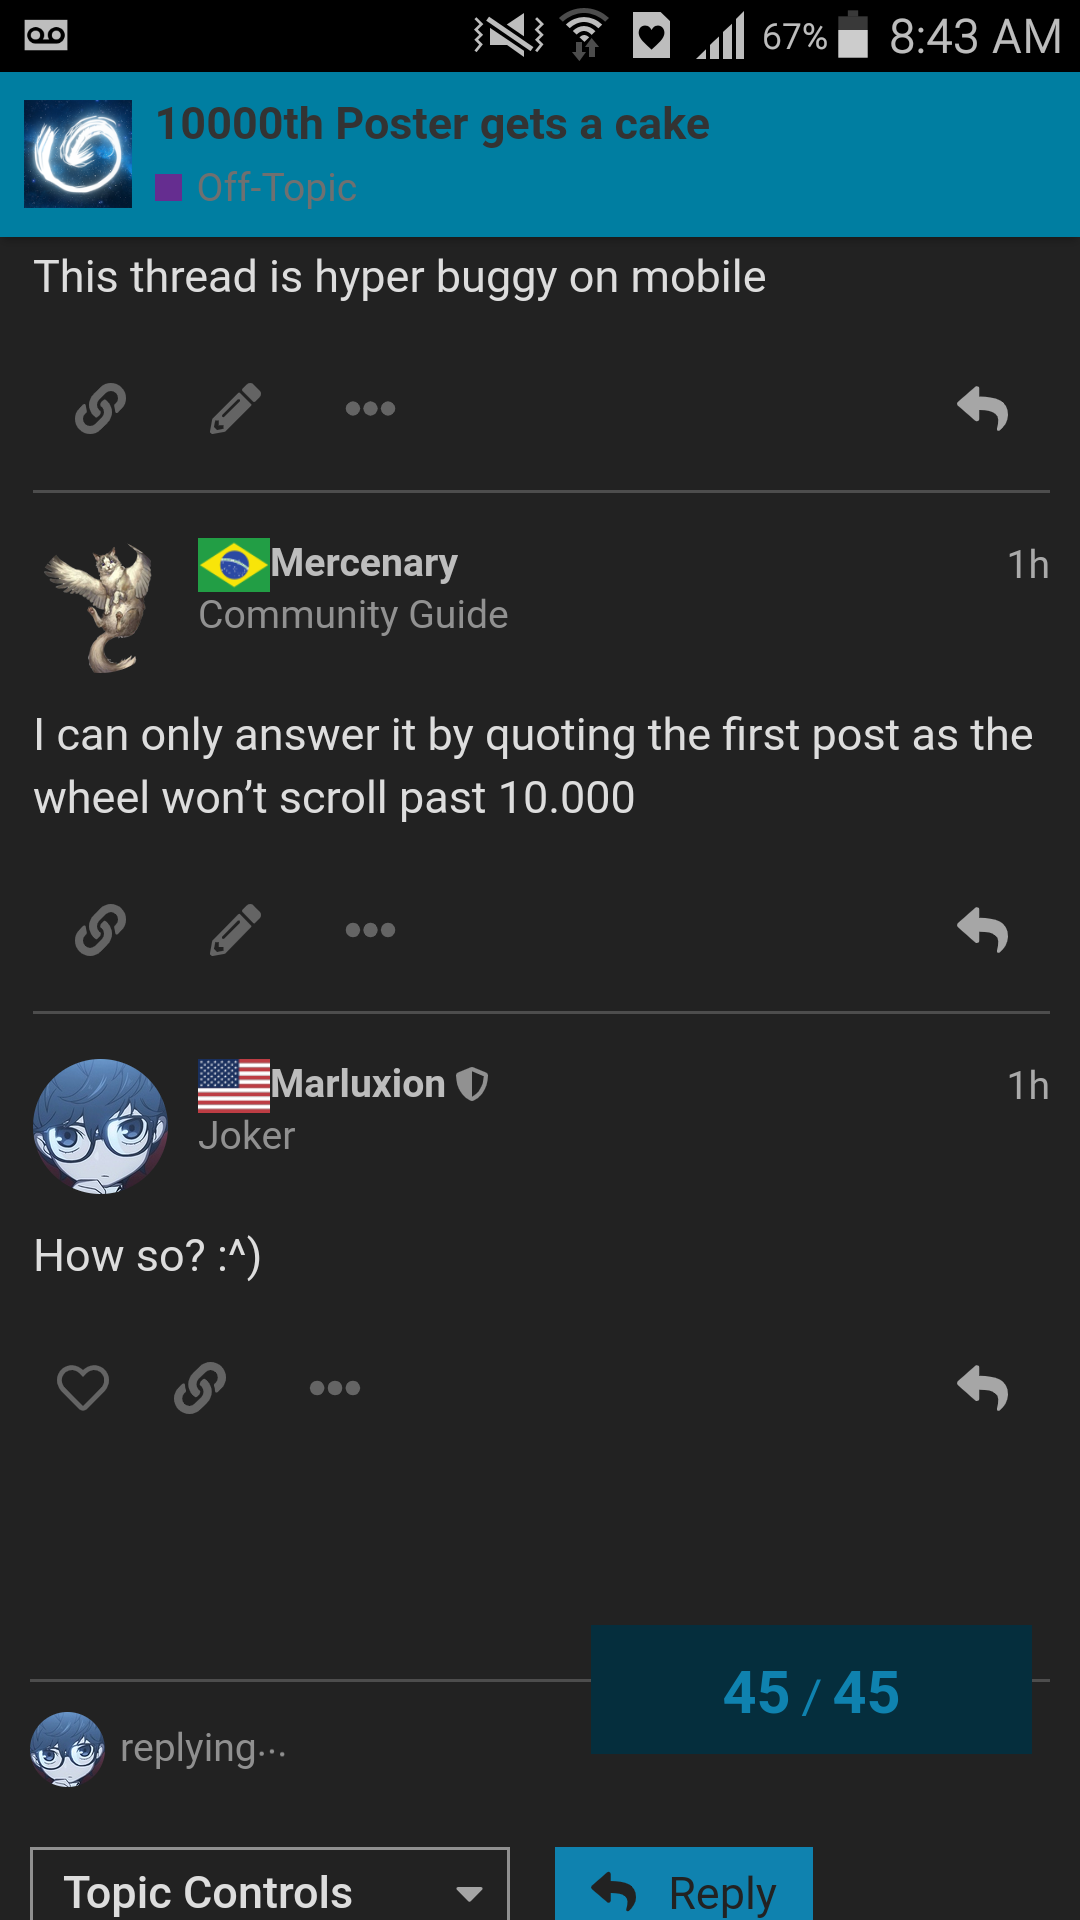 67% 8:43 AM
10000th Poster gets a cake
Off-Topic
This thread is hyper buggy on mobile
Mercenary 1h
Community Guide
I can only answer it by quoting the first post as the
wheel won’t scroll past 10.000
Marluxion 1h
Joker
How so? :^)
45 / 45
replying...
Topic Controls Reply